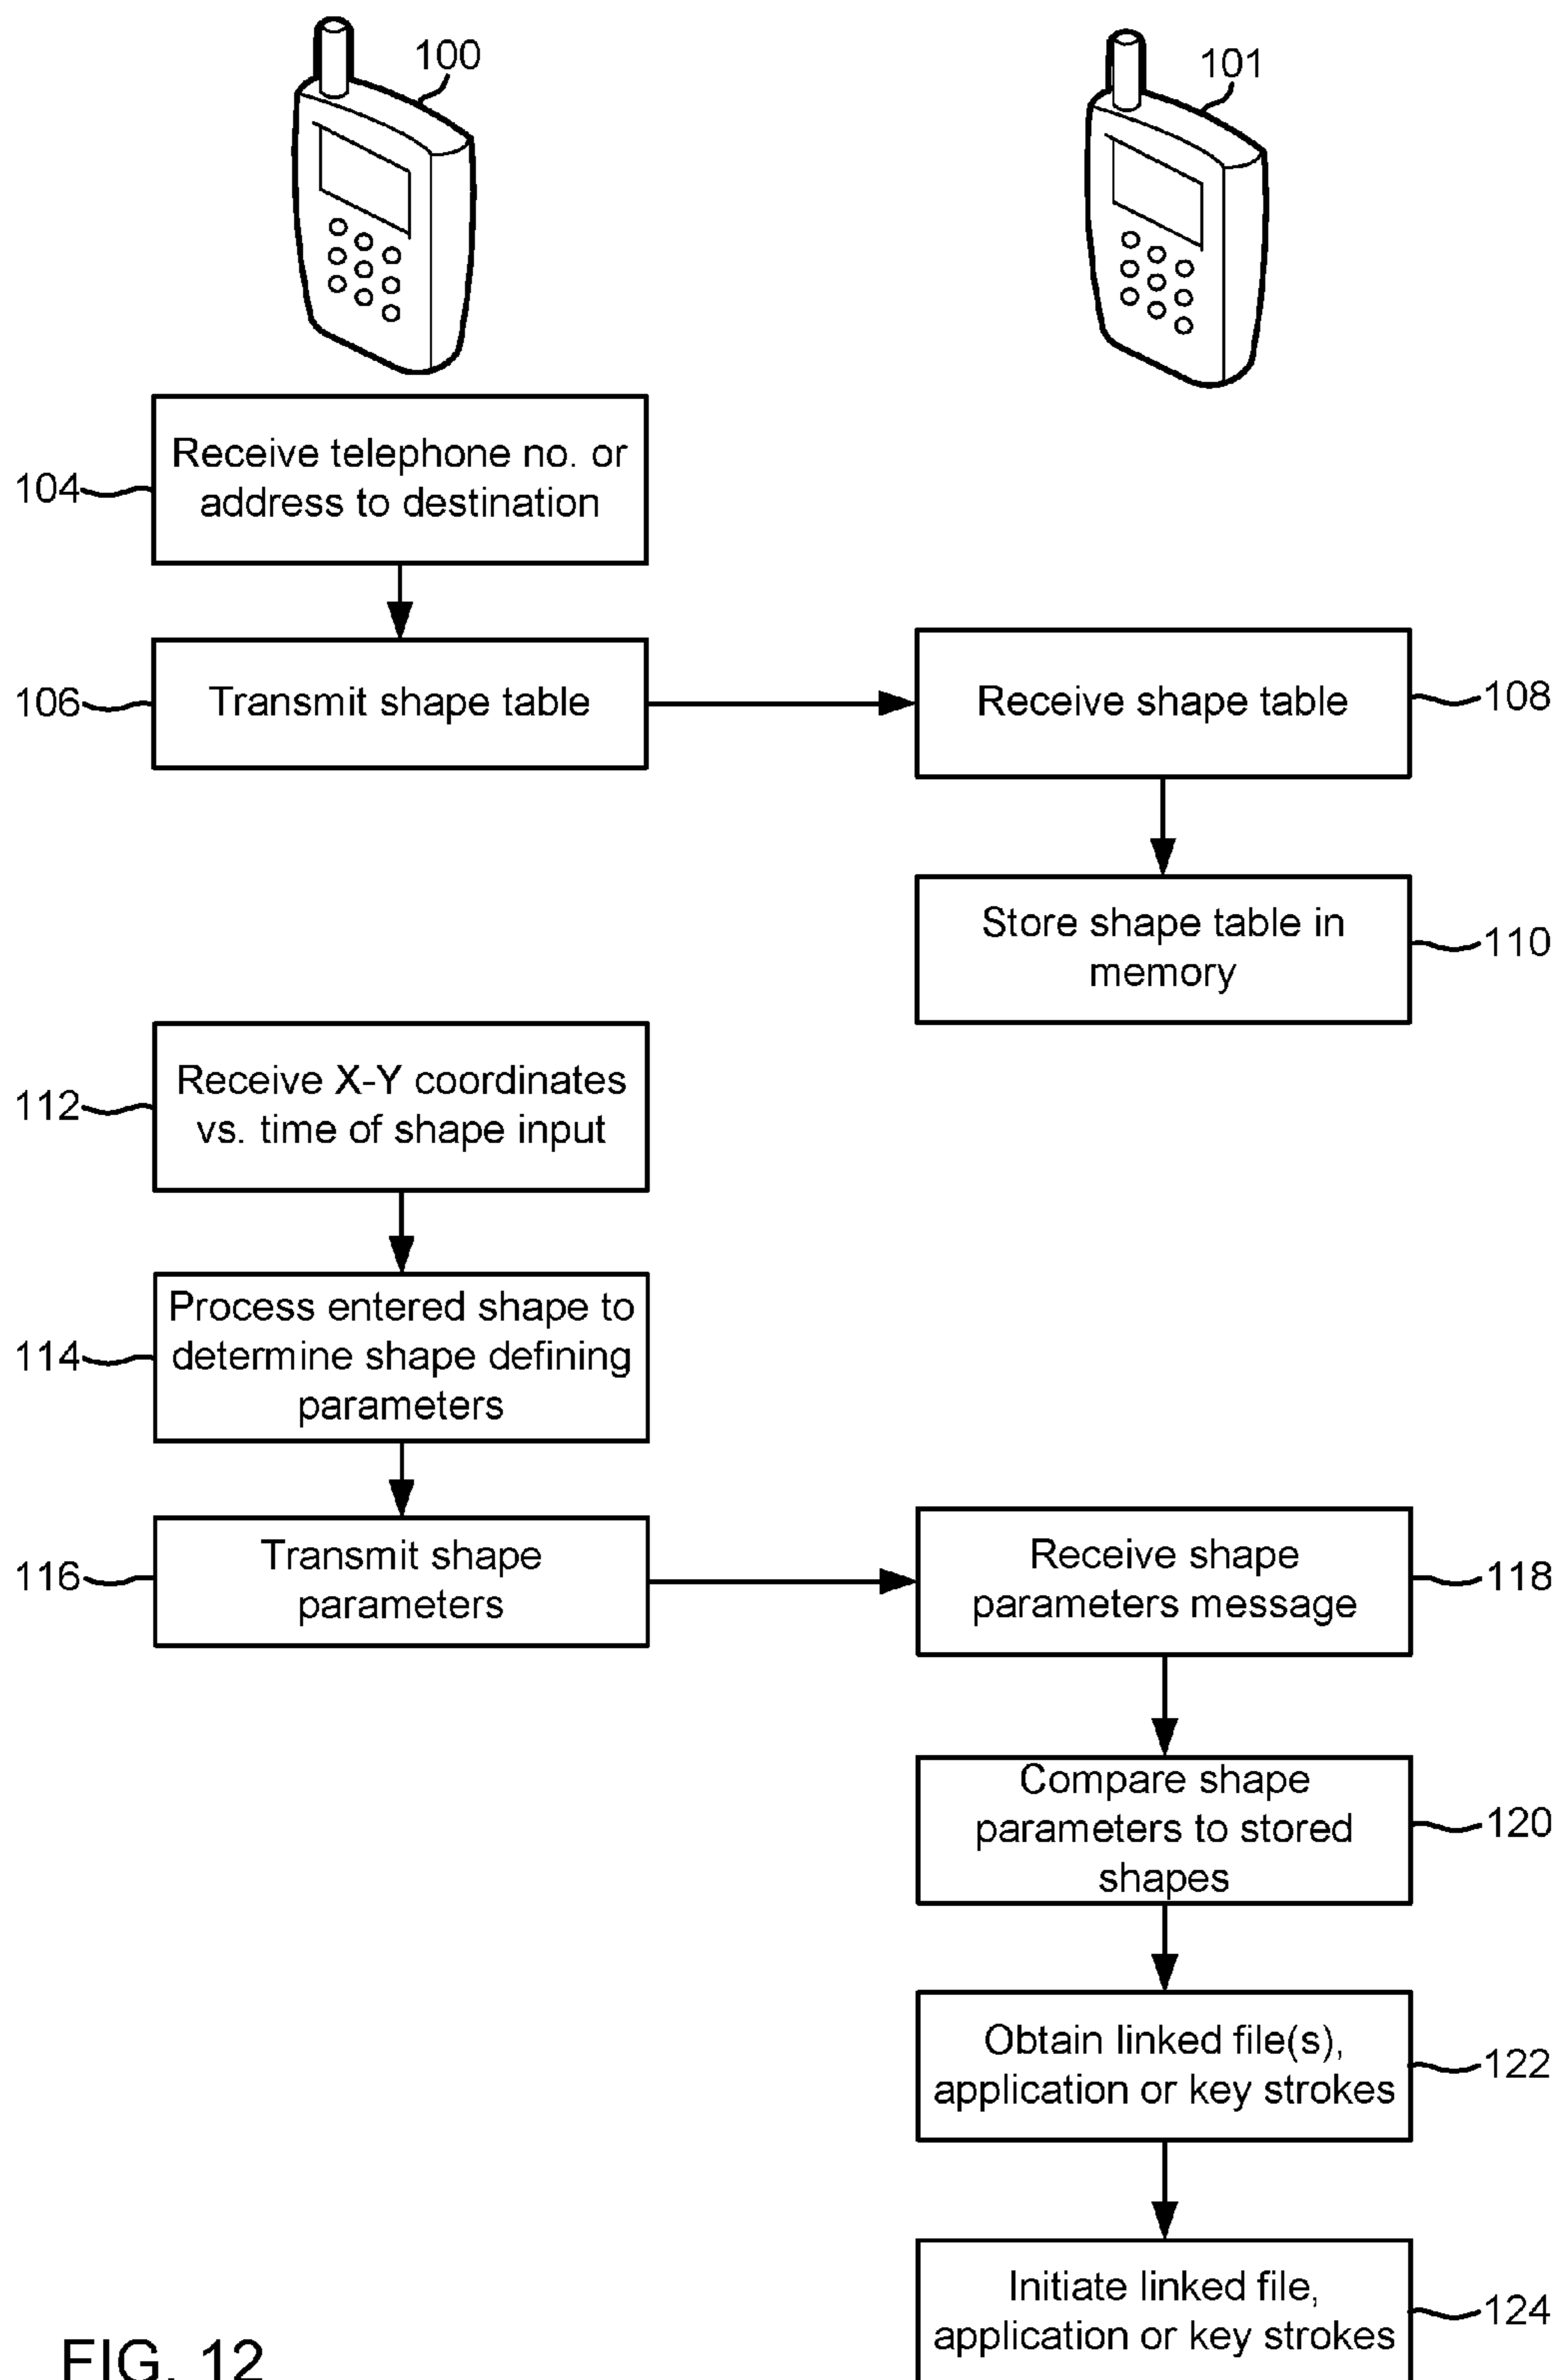 100
101
104
Receive telephone no. or
address to destination
106
Transmit shape table
Receive shape table
108
Store shape table in
memory
110
112
Receive X-Y coordinates
vs. time of shape input
114
Process entered shape to
determine shape defining
parameters
116
Transmit shape
parameters
Receive shape
parameters message
118
Compare shape
parameters to stored
shapes
120
Obtain linked file(s),
application or key strokes
122
Initiate linked file,
application or key strokes
124
FIG. 12